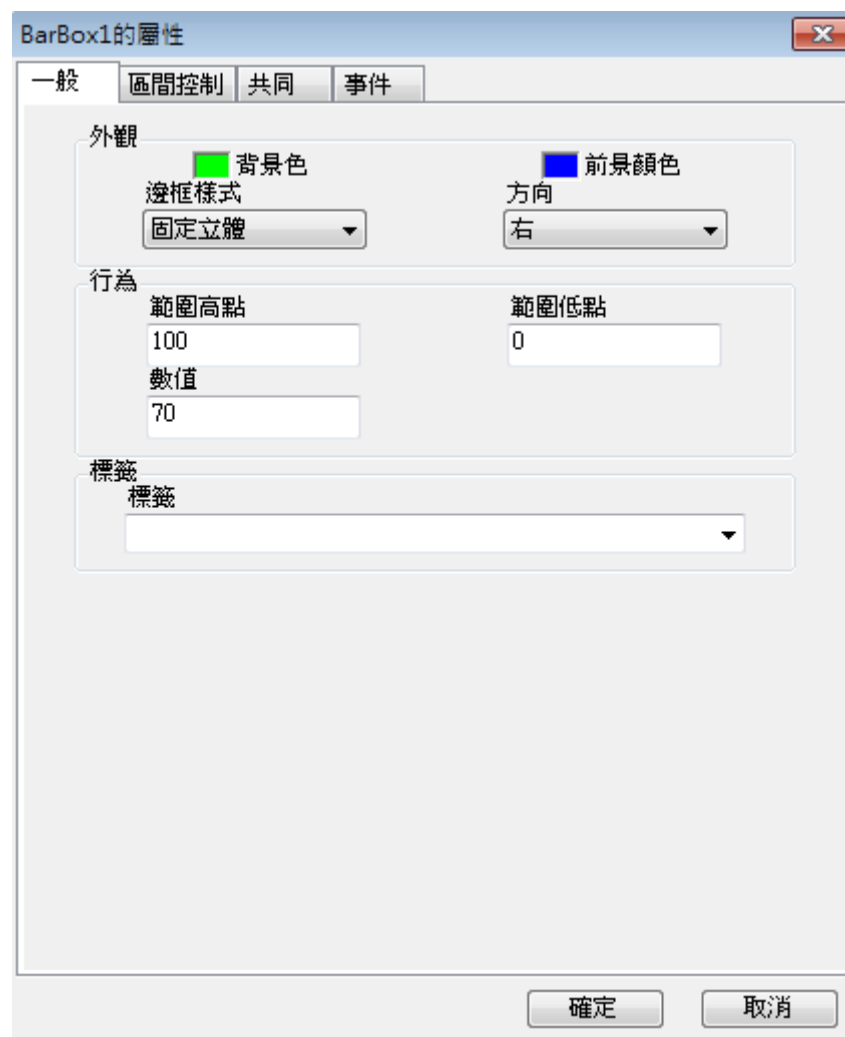 BarBox1的屬性
一般 區間控制 共同 事件
外觀
背景色 前景顏色
邊框樣式 方向
固定立體 右
行為
範圍高點 範圍低點
100 0
數值
70
標籤
標籤
確定 取消